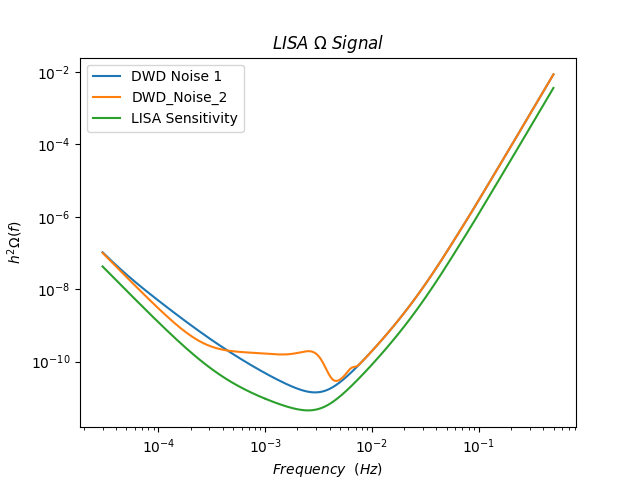 LISA Ω Signal
DWD Noise 1
DWD_Noise_2
LISA Sensitivity
h²Ω(f)
10⁻²
10⁻⁴
10⁻⁶
10⁻⁸
10⁻¹⁰
10⁻⁴ 10⁻³ 10⁻² 10⁻¹
Frequency (Hz)